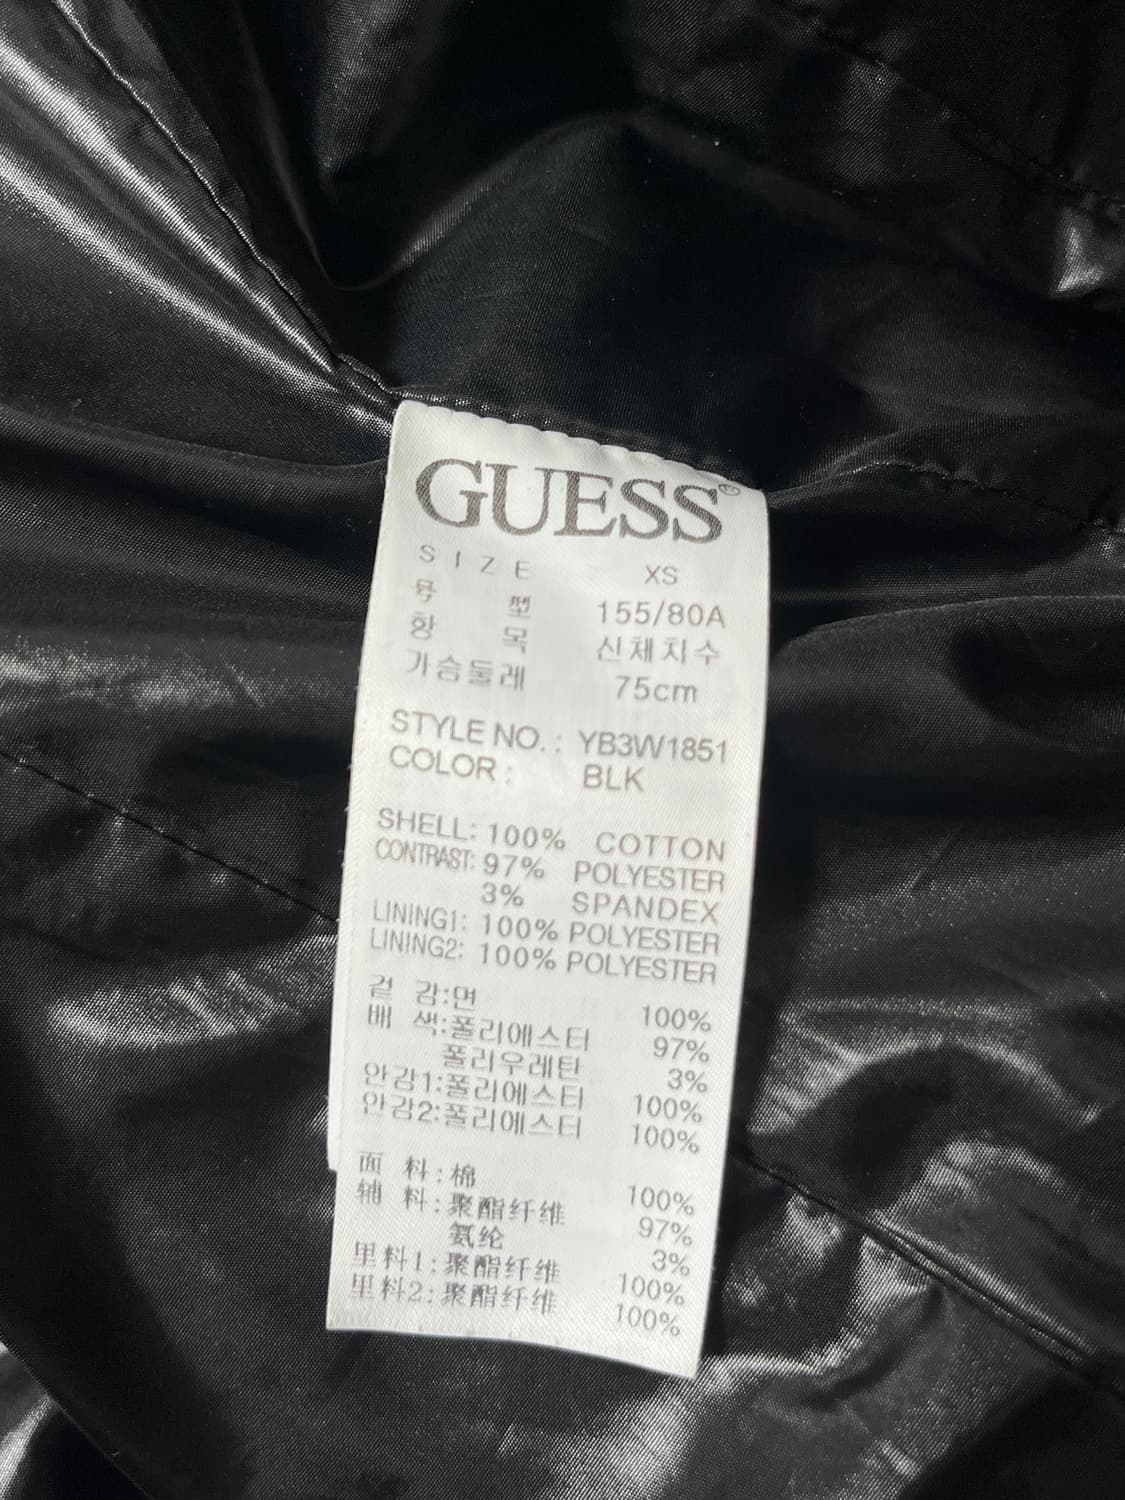 GUESS®
SIZE XS
号型 155/80A
항목 신체치수
가슴둘레 75cm
STYLE NO.: YB3W1851
COLOR: BLK
SHELL: 100% COTTON
CONTRAST: 97% POLYESTER
3% SPANDEX
LINING1: 100% POLYESTER
LINING2: 100% POLYESTER
겉감:면 100%
배색:폴리에스터 97%
폴리우레탄 3%
안감1:폴리에스터 100%
안감2:폴리에스터 100%
面料:棉 100%
辅料:聚酯纤维 97%
氨纶 3%
里料1:聚酯纤维 100%
里料2:聚酯纤维 100%